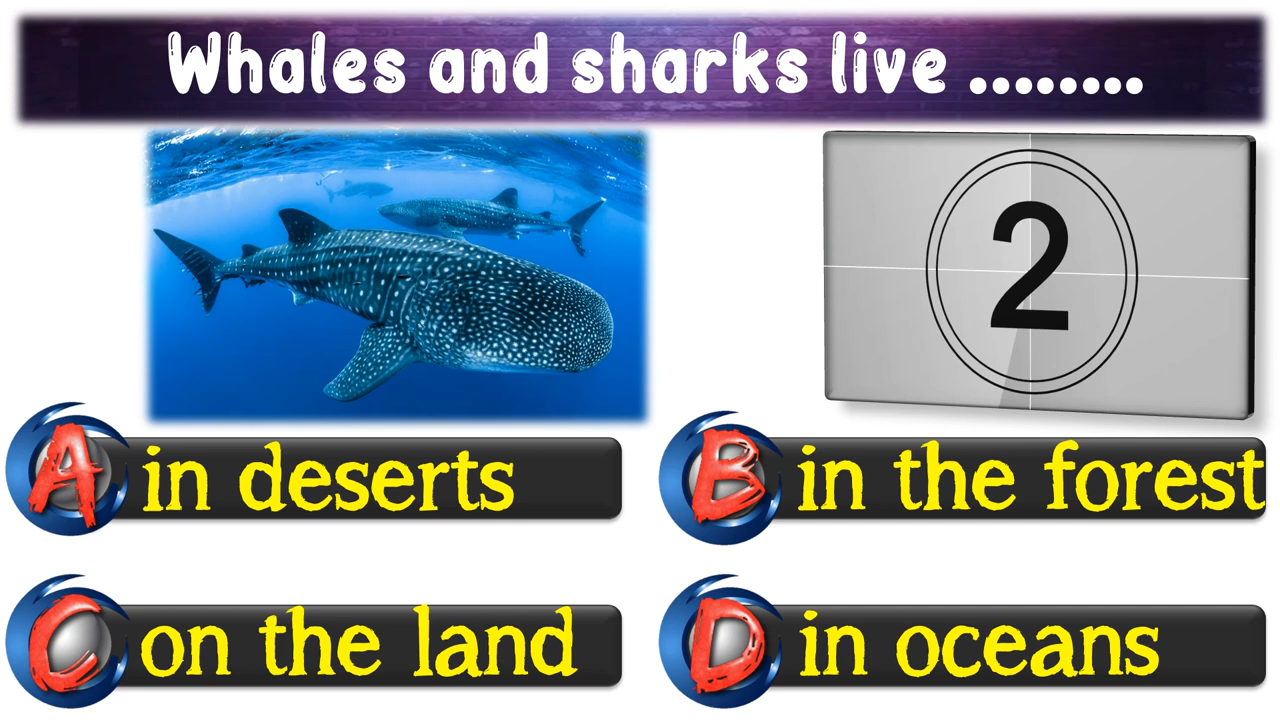 Whales and sharks live ........
2
A in deserts
B in the forest
C on the land
D in oceans